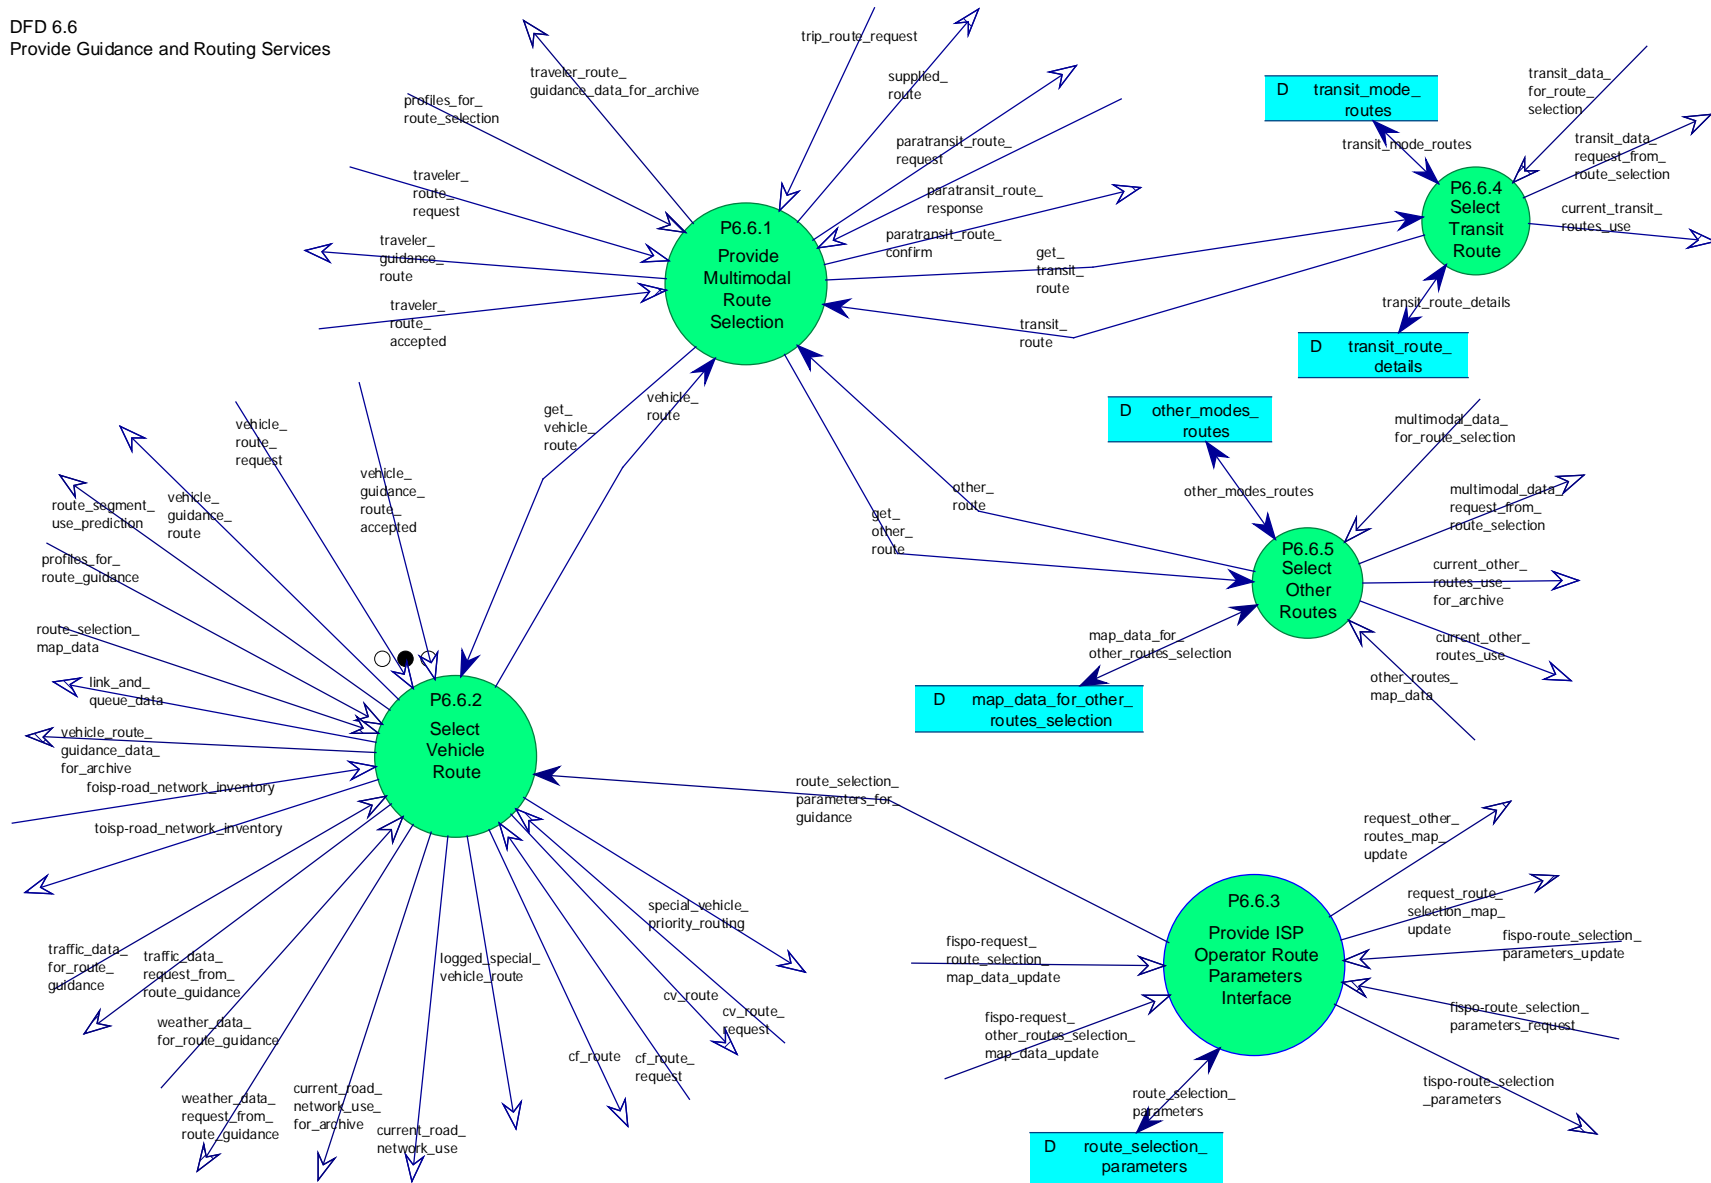 DFD 6.6
Provide Guidance and Routing Services
traveler_route_
guidance_data_for_archive
profiles_for_
route_selection
traveler_
route_
request
traveler_
guidance_
route
traveler_
route_
accepted
trip_route_request
supplied_
route
paratransit_route_
request
paratransit_route_
response
paratransit_route_
confirm
P6.6.1
Provide
Multimodal
Route
Selection
get_
transit_
route
transit_
route
D transit_mode_
routes
transit_mode_routes
transit_data_
for_route_
selection
transit_data_
request_from_
route_selection
current_transit_
routes_use
P6.6.4
Select
Transit
Route
transit_route_details
D transit_route_
details
get_
vehicle_
route
vehicle_
route
other_
route
get_
other_
route
D other_modes_
routes
other_modes_routes
multimodal_data_
for_route_selection
multimodal_data_
request_from_
route_selection
current_other_
routes_use_
for_archive
current_other_
routes_use
other_routes_
map_data
P6.6.5
Select
Other
Routes
map_data_for_
other_routes_selection
D map_data_for_other_
routes_selection
vehicle_
route_
request
vehicle_
guidance_
route_
accepted
vehicle_
guidance_
route
route_segment_
use_prediction
profiles_for_
route_guidance
route_selection_
map_data
link_and_
queue_data
vehicle_route_
guidance_data_
for_archive
foisp-road_network_inventory
toisp-road_network_inventory
P6.6.2
Select
Vehicle
Route
traffic_data_
for_route_
guidance
traffic_data_
request_from_
route_guidance
weather_data_
for_route_guidance
weather_data_
request_from_
route_guidance
current_road_
network_use_
for_archive
current_road_
network_use
logged_special_
vehicle_route
cf_route
cf_route_
request
cv_route
cv_route_
request
special_vehicle_
priority_routing
route_selection_
parameters_for_
guidance
P6.6.3
Provide ISP
Operator Route
Parameters
Interface
request_other_
routes_map_
update
request_route_
selection_map_
update
fispo-route_selection_
parameters_update
fispo-route_selection_
parameters_request
tispo-route_selection
_parameters
fispo-request_
route_selection_
map_data_update
fispo-request_
other_routes_selection_
map_data_update
route_selection_
parameters
D route_selection_
parameters